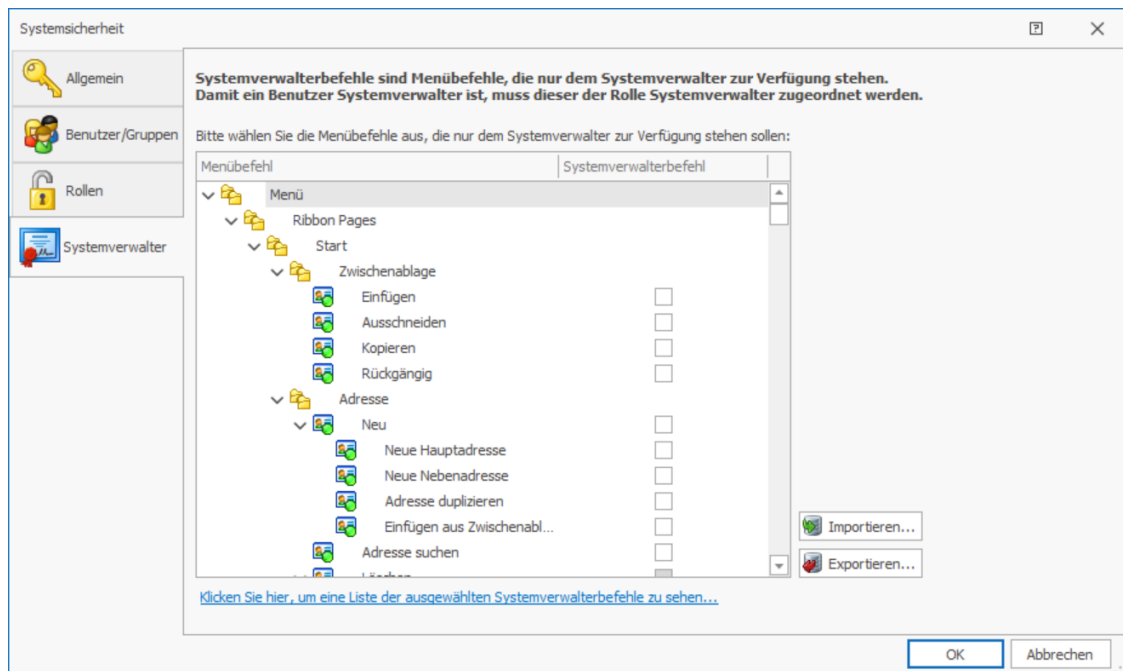 Systemsicherheit
Allgemein
Benutzer/Gruppen
Rollen
Systemverwalter
Systemverwalterbefehle sind Menübefehle, die nur dem Systemverwalter zur Verfügung stehen.
Damit ein Benutzer Systemverwalter ist, muss dieser der Rolle Systemverwalter zugeordnet werden.
Bitte wählen Sie die Menübefehle aus, die nur dem Systemverwalter zur Verfügung stehen sollen:
Menübefehl Systemverwalterbefehl
Menü
Ribbon Pages
Start
Zwischenablage
Einfügen
Ausschneiden
Kopieren
Rückgängig
Adresse
Neu
Neue Hauptadresse
Neue Nebenadresse
Adresse duplizieren
Einfügen aus Zwischenabl...
Adresse suchen
Löschen
Importieren...
Exportieren...
Klicken Sie hier, um eine Liste der ausgewählten Systemverwalterbefehle zu sehen...
OK Abbrechen